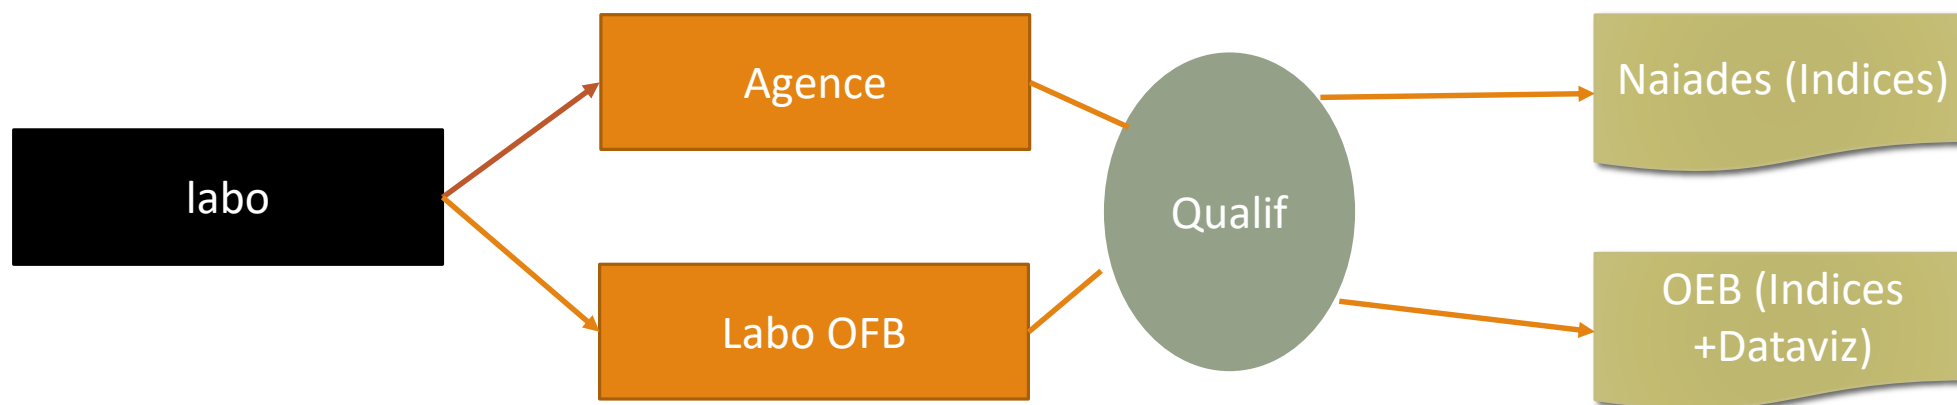 labo
Agence
Labo OFB
Qualif
Naiades (Indices)
OEB (Indices
+Dataviz)